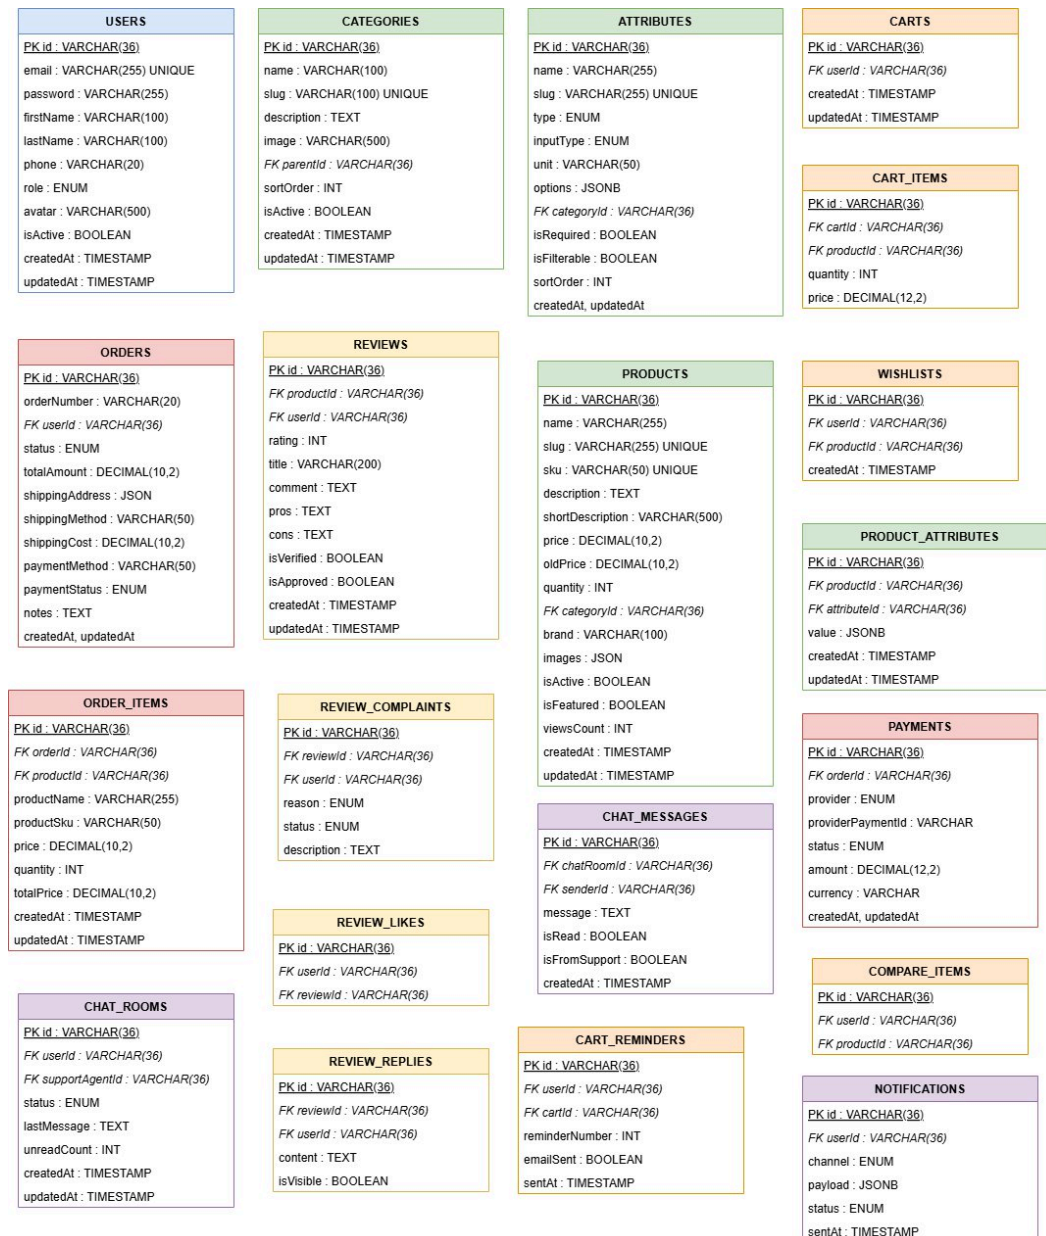 USERS
PK id : VARCHAR(36)
email : VARCHAR(255) UNIQUE
password : VARCHAR(255)
firstName : VARCHAR(100)
lastName : VARCHAR(100)
phone : VARCHAR(20)
role : ENUM
avatar : VARCHAR(500)
isActive : BOOLEAN
createdAt : TIMESTAMP
updatedAt : TIMESTAMP
CATEGORIES
PK id : VARCHAR(36)
name : VARCHAR(100)
slug : VARCHAR(100) UNIQUE
description : TEXT
image : VARCHAR(500)
FK parentId : VARCHAR(36)
sortOrder : INT
isActive : BOOLEAN
createdAt : TIMESTAMP
updatedAt : TIMESTAMP
ATTRIBUTES
PK id : VARCHAR(36)
name : VARCHAR(255)
slug : VARCHAR(255) UNIQUE
type : ENUM
inputType : ENUM
unit : VARCHAR(50)
options : JSONB
FK categoryId : VARCHAR(36)
isRequired : BOOLEAN
isFilterable : BOOLEAN
sortOrder : INT
createdAt, updatedAt
CARTS
PK id : VARCHAR(36)
FK userId : VARCHAR(36)
createdAt : TIMESTAMP
updatedAt : TIMESTAMP
CART_ITEMS
PK id : VARCHAR(36)
FK cartId : VARCHAR(36)
FK productId : VARCHAR(36)
quantity : INT
price : DECIMAL(12,2)
ORDERS
PK id : VARCHAR(36)
orderNumber : VARCHAR(20)
FK userId : VARCHAR(36)
status : ENUM
totalAmount : DECIMAL(10,2)
shippingAddress : JSON
shippingMethod : VARCHAR(50)
shippingCost : DECIMAL(10,2)
paymentMethod : VARCHAR(50)
paymentStatus : ENUM
notes : TEXT
createdAt, updatedAt
REVIEWS
PK id : VARCHAR(36)
FK productId : VARCHAR(36)
FK userId : VARCHAR(36)
rating : INT
title : VARCHAR(200)
comment : TEXT
pros : TEXT
cons : TEXT
isVerified : BOOLEAN
isApproved : BOOLEAN
createdAt : TIMESTAMP
updatedAt : TIMESTAMP
PRODUCTS
PK id : VARCHAR(36)
name : VARCHAR(255)
slug : VARCHAR(255) UNIQUE
sku : VARCHAR(50) UNIQUE
description : TEXT
shortDescription : VARCHAR(500)
price : DECIMAL(10,2)
oldPrice : DECIMAL(10,2)
quantity : INT
FK categoryId : VARCHAR(36)
brand : VARCHAR(100)
images : JSON
isActive : BOOLEAN
isFeatured : BOOLEAN
viewsCount : INT
createdAt : TIMESTAMP
updatedAt : TIMESTAMP
WISHLISTS
PK id : VARCHAR(36)
FK userId : VARCHAR(36)
FK productId : VARCHAR(36)
createdAt : TIMESTAMP
PRODUCT_ATTRIBUTES
PK id : VARCHAR(36)
FK productId : VARCHAR(36)
FK attributeId : VARCHAR(36)
value : JSONB
createdAt : TIMESTAMP
updatedAt : TIMESTAMP
ORDER_ITEMS
PK id : VARCHAR(36)
FK orderId : VARCHAR(36)
FK productId : VARCHAR(36)
productName : VARCHAR(255)
productSku : VARCHAR(50)
price : DECIMAL(10,2)
quantity : INT
totalPrice : DECIMAL(10,2)
createdAt : TIMESTAMP
updatedAt : TIMESTAMP
REVIEW_COMPLAINTS
PK id : VARCHAR(36)
FK reviewId : VARCHAR(36)
FK userId : VARCHAR(36)
reason : ENUM
status : ENUM
description : TEXT
PAYMENTS
PK id : VARCHAR(36)
FK orderId : VARCHAR(36)
provider : ENUM
providerPaymentId : VARCHAR
status : ENUM
amount : DECIMAL(12,2)
currency : VARCHAR
createdAt, updatedAt
CHAT_MESSAGES
PK id : VARCHAR(36)
FK chatRoomId : VARCHAR(36)
FK senderId : VARCHAR(36)
message : TEXT
isRead : BOOLEAN
isFromSupport : BOOLEAN
createdAt : TIMESTAMP
REVIEW_LIKES
PK id : VARCHAR(36)
FK userId : VARCHAR(36)
FK reviewId : VARCHAR(36)
COMPARE_ITEMS
PK id : VARCHAR(36)
FK userId : VARCHAR(36)
FK productId : VARCHAR(36)
CHAT_ROOMS
PK id : VARCHAR(36)
FK userId : VARCHAR(36)
FK supportAgentId : VARCHAR(36)
status : ENUM
lastMessage : TEXT
unreadCount : INT
createdAt : TIMESTAMP
updatedAt : TIMESTAMP
REVIEW_REPLIES
PK id : VARCHAR(36)
FK reviewId : VARCHAR(36)
FK userId : VARCHAR(36)
content : TEXT
isVisible : BOOLEAN
CART_REMINDERS
PK id : VARCHAR(36)
FK userId : VARCHAR(36)
FK cartId : VARCHAR(36)
reminderNumber : INT
emailSent : BOOLEAN
sentAt : TIMESTAMP
NOTIFICATIONS
PK id : VARCHAR(36)
FK userId : VARCHAR(36)
channel : ENUM
payload : JSONB
status : ENUM
sentAt : TIMESTAMP